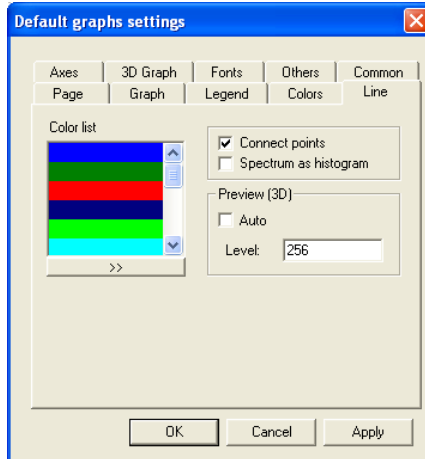 Default graphs settings
Axes 3D Graph Fonts Others Common
Page Graph Legend Colors Line
Color list
Connect points
Spectrum as histogram
Preview (3D)
Auto
Level: 256
>>
OK Cancel Apply